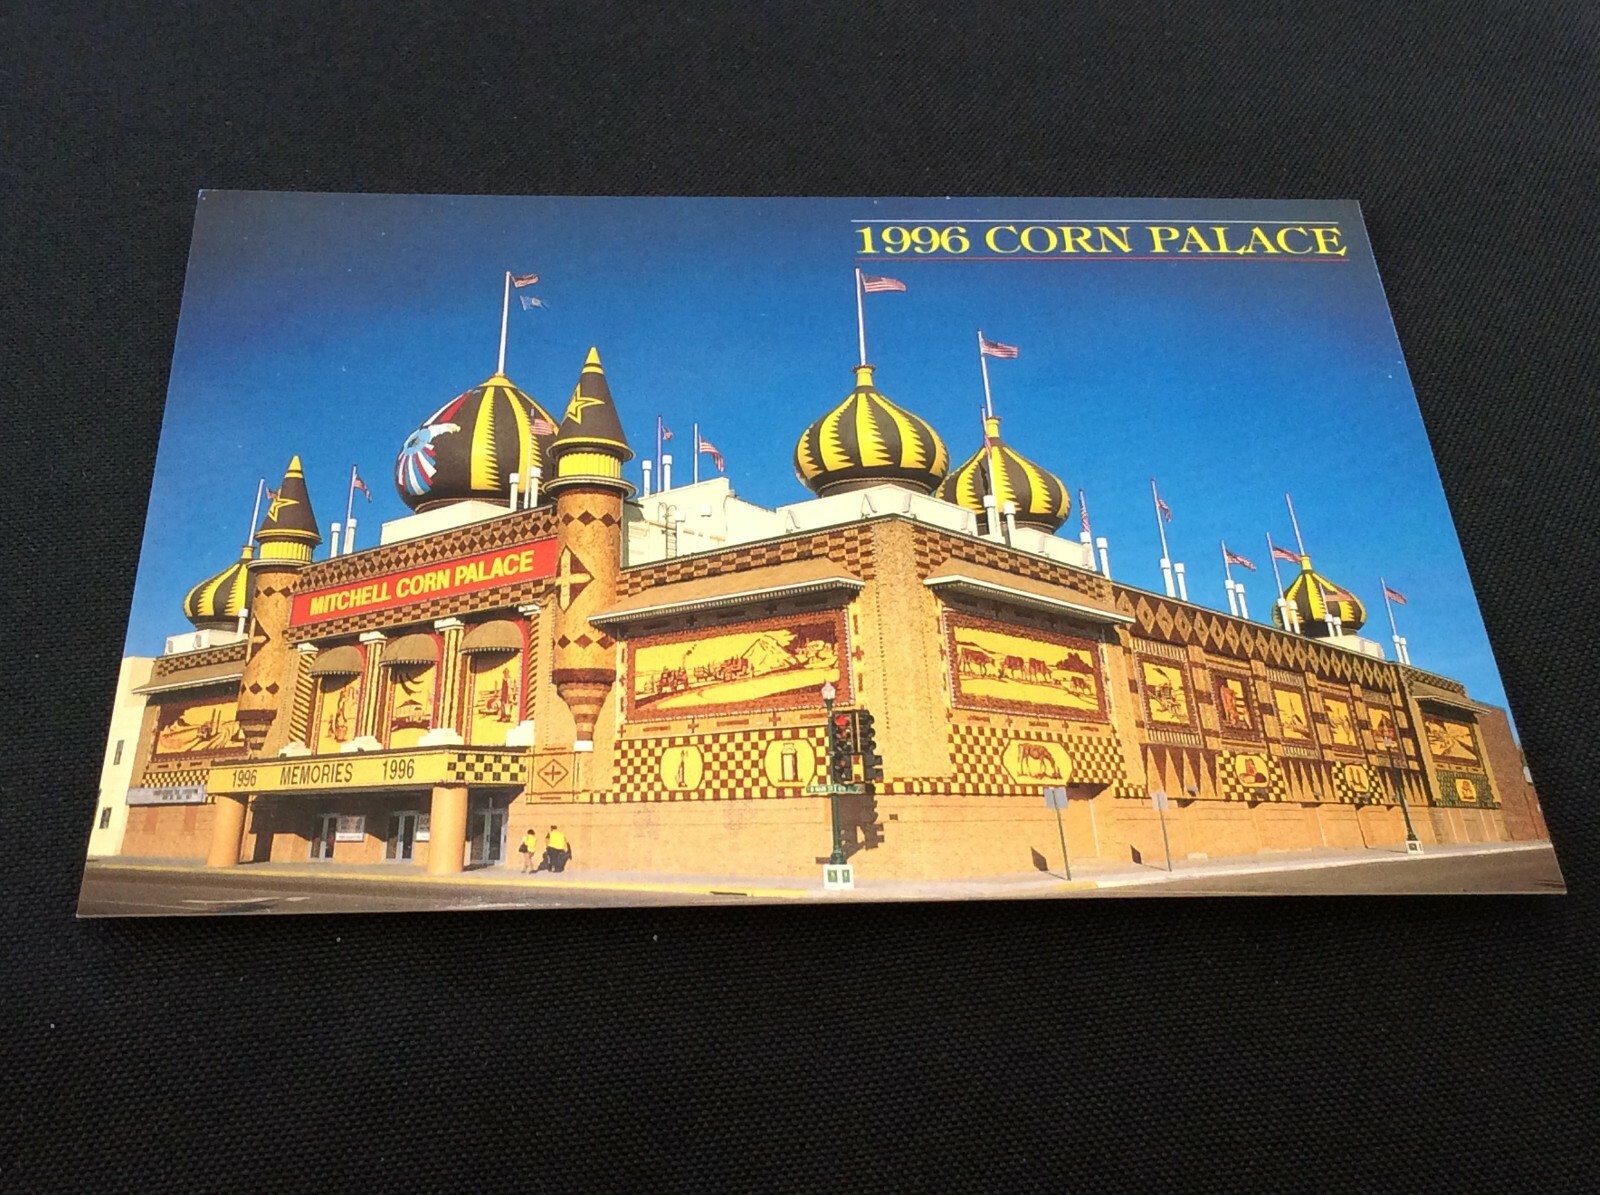 1996 CORN PALACE
MITCHELL CORN PALACE
1996 MEMORIES 1996